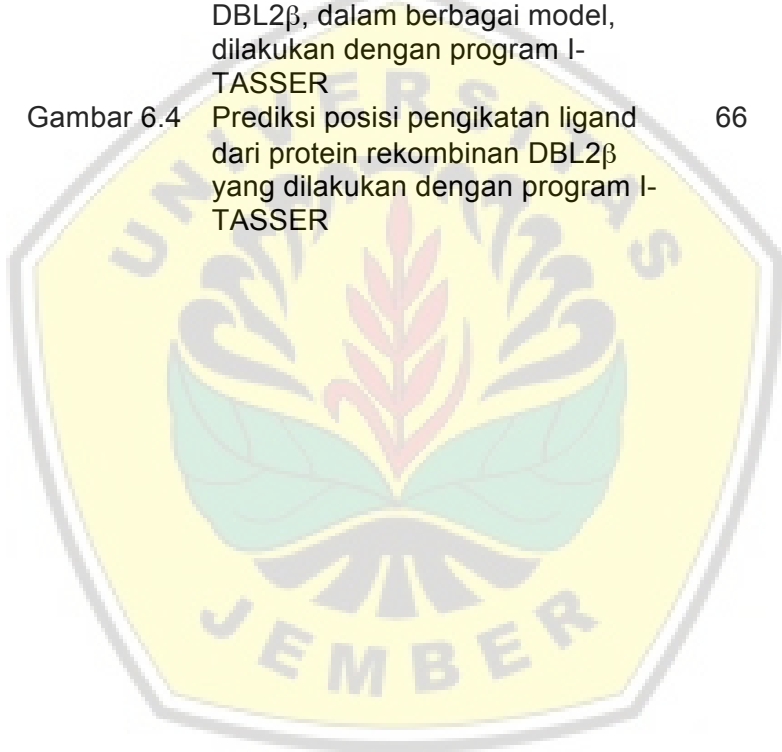 DBL2β, dalam berbagai model,
dilakukan dengan program I-
TASSER
Gambar 6.4 Prediksi posisi pengikatan ligand 66
dari protein rekombinan DBL2β
yang dilakukan dengan program I-
TASSER
UNIVERSITAS
JEMBER